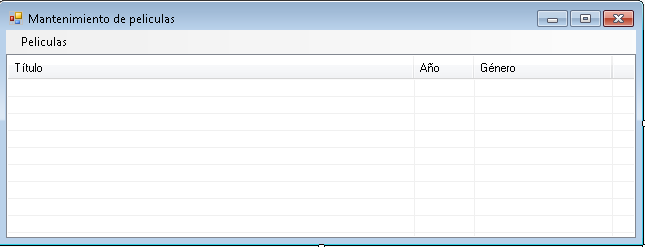 Mantenimiento de peliculas
Peliculas
Título Año Género